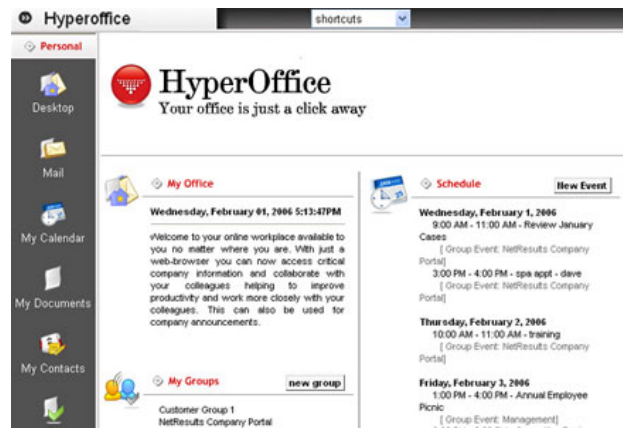 Hyperoffice
shortcuts
Personal
Desktop
Mail
My Calendar
My Documents
My Contacts
HyperOffice
Your office is just a click away
My Office
Wednesday, February 01, 2006 5:13:47PM
Welcome to your online workplace available to
you no matter where you are. With just a
web-browser you can now access critical
company information and collaborate with
your colleagues helping to improve
productivity and work more closely with your
colleagues. This can also be used for
company announcements.
My Groups
new group
Customer Group 1
NetResults Company Portal
Schedule
New Event
Wednesday, February 1, 2006
9:00 AM - 11:00 AM - Review January
Cases
[ Group Event: NetResults Company
Portal]
3:00 PM - 4:00 PM - spa appt - dave
[ Group Event: NetResults Company
Portal]
Thursday, February 2, 2006
10:00 AM - 11:00 AM - training
[ Group Event: NetResults Company
Portal]
Friday, February 3, 2006
1:00 PM - 4:00 PM - Annual Employee
Picnic
[ Group Event: Management]